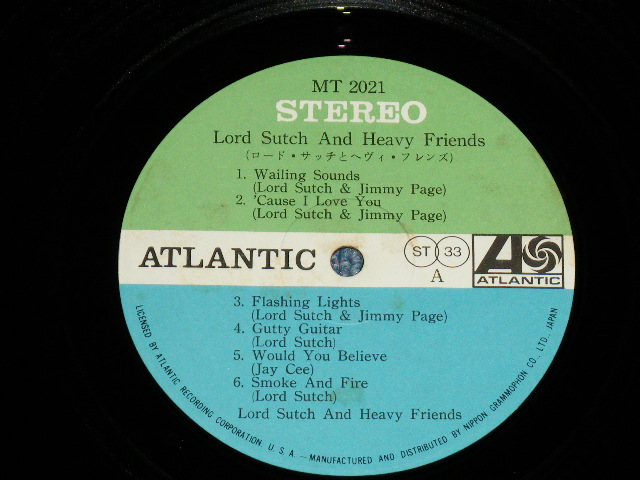 MT 2021
STEREO
Lord Sutch And Heavy Friends
(ロード・サッチとヘヴィ・フレンズ)
1. Wailing Sounds
(Lord Sutch & Jimmy Page)
2. 'Cause I Love You
(Lord Sutch & Jimmy Page)
ATLANTIC
ST 33
A
ATLANTIC
3. Flashing Lights
(Lord Sutch & Jimmy Page)
4. Gutty Guitar
(Lord Sutch)
5. Would You Believe
(Jay Cee)
6. Smoke And Fire
(Lord Sutch)
Lord Sutch And Heavy Friends
LICENSED BY ATLANTIC RECORDING CORPORATION U.S.A.—MANUFACTURED AND DISTRIBUTED BY NIPPON GRAMMOPHON CO., LTD. JAPAN